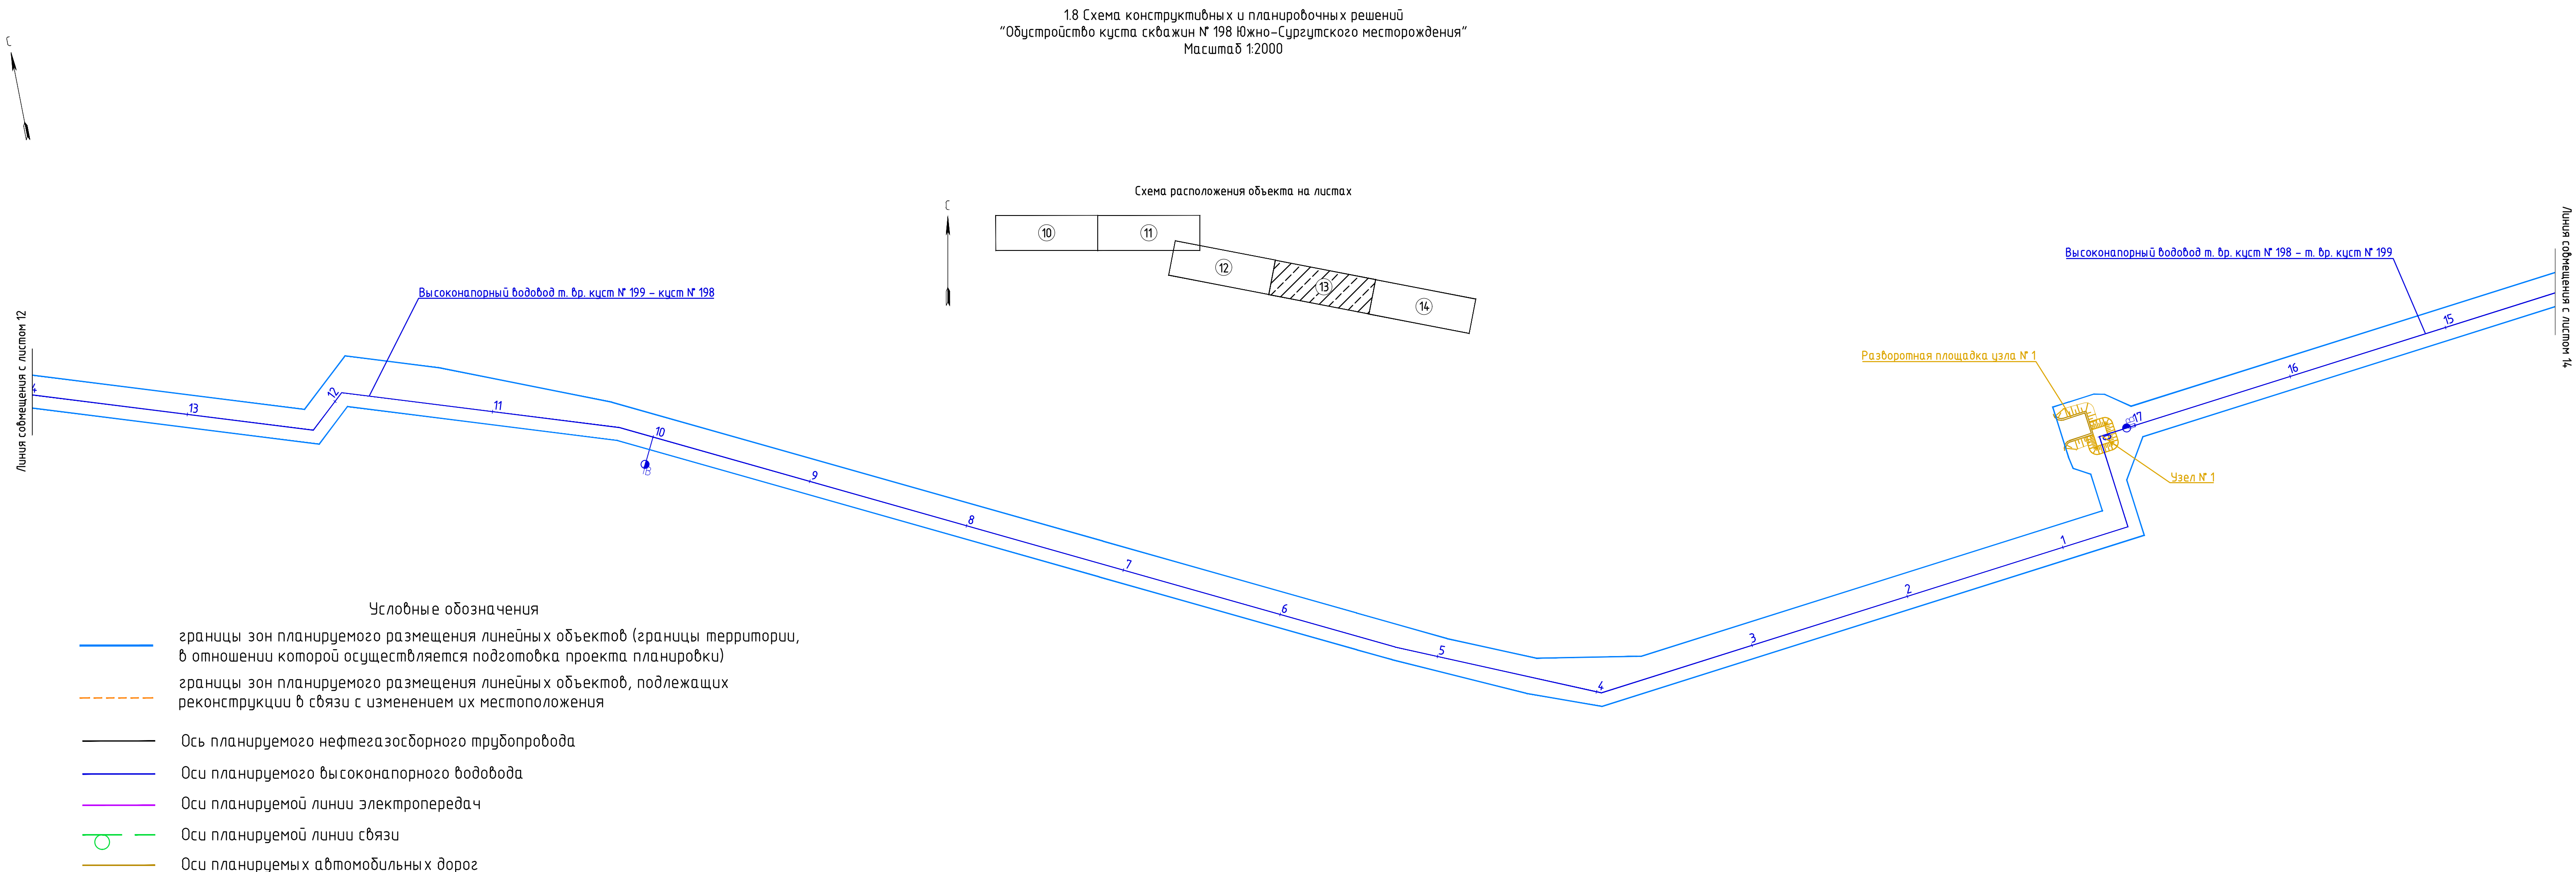 1.8 Схема конструктивных и планировочных решений
"Обустройство куста скважин № 198 Южно-Сургутского месторождения"
Масштаб 1:2000
С
Схема расположения объекта на листах
С
10
11
12
13
14
Линия совмещения с листом 12
Линия совмещения с листом 14
Высоконапорный водовод т. вр. куст № 199 - куст № 198
Высоконапорный водовод т. вр. куст № 198 - т. вр. куст № 199
Разворотная площадка узла № 1
Узел № 1
4
13
12
11
10
9
8
7
6
5
4
3
2
1
17
16
15
Условные обозначения
границы зон планируемого размещения линейных объектов (границы территории,
в отношении которой осуществляется подготовка проекта планировки)
границы зон планируемого размещения линейных объектов, подлежащих
реконструкции в связи с изменением их местоположения
Ось планируемого нефтегазосборного трубопровода
Оси планируемого высоконапорного водовода
Оси планируемой линии электропередач
Оси планируемой линии связи
Оси планируемых автомобильных дорог